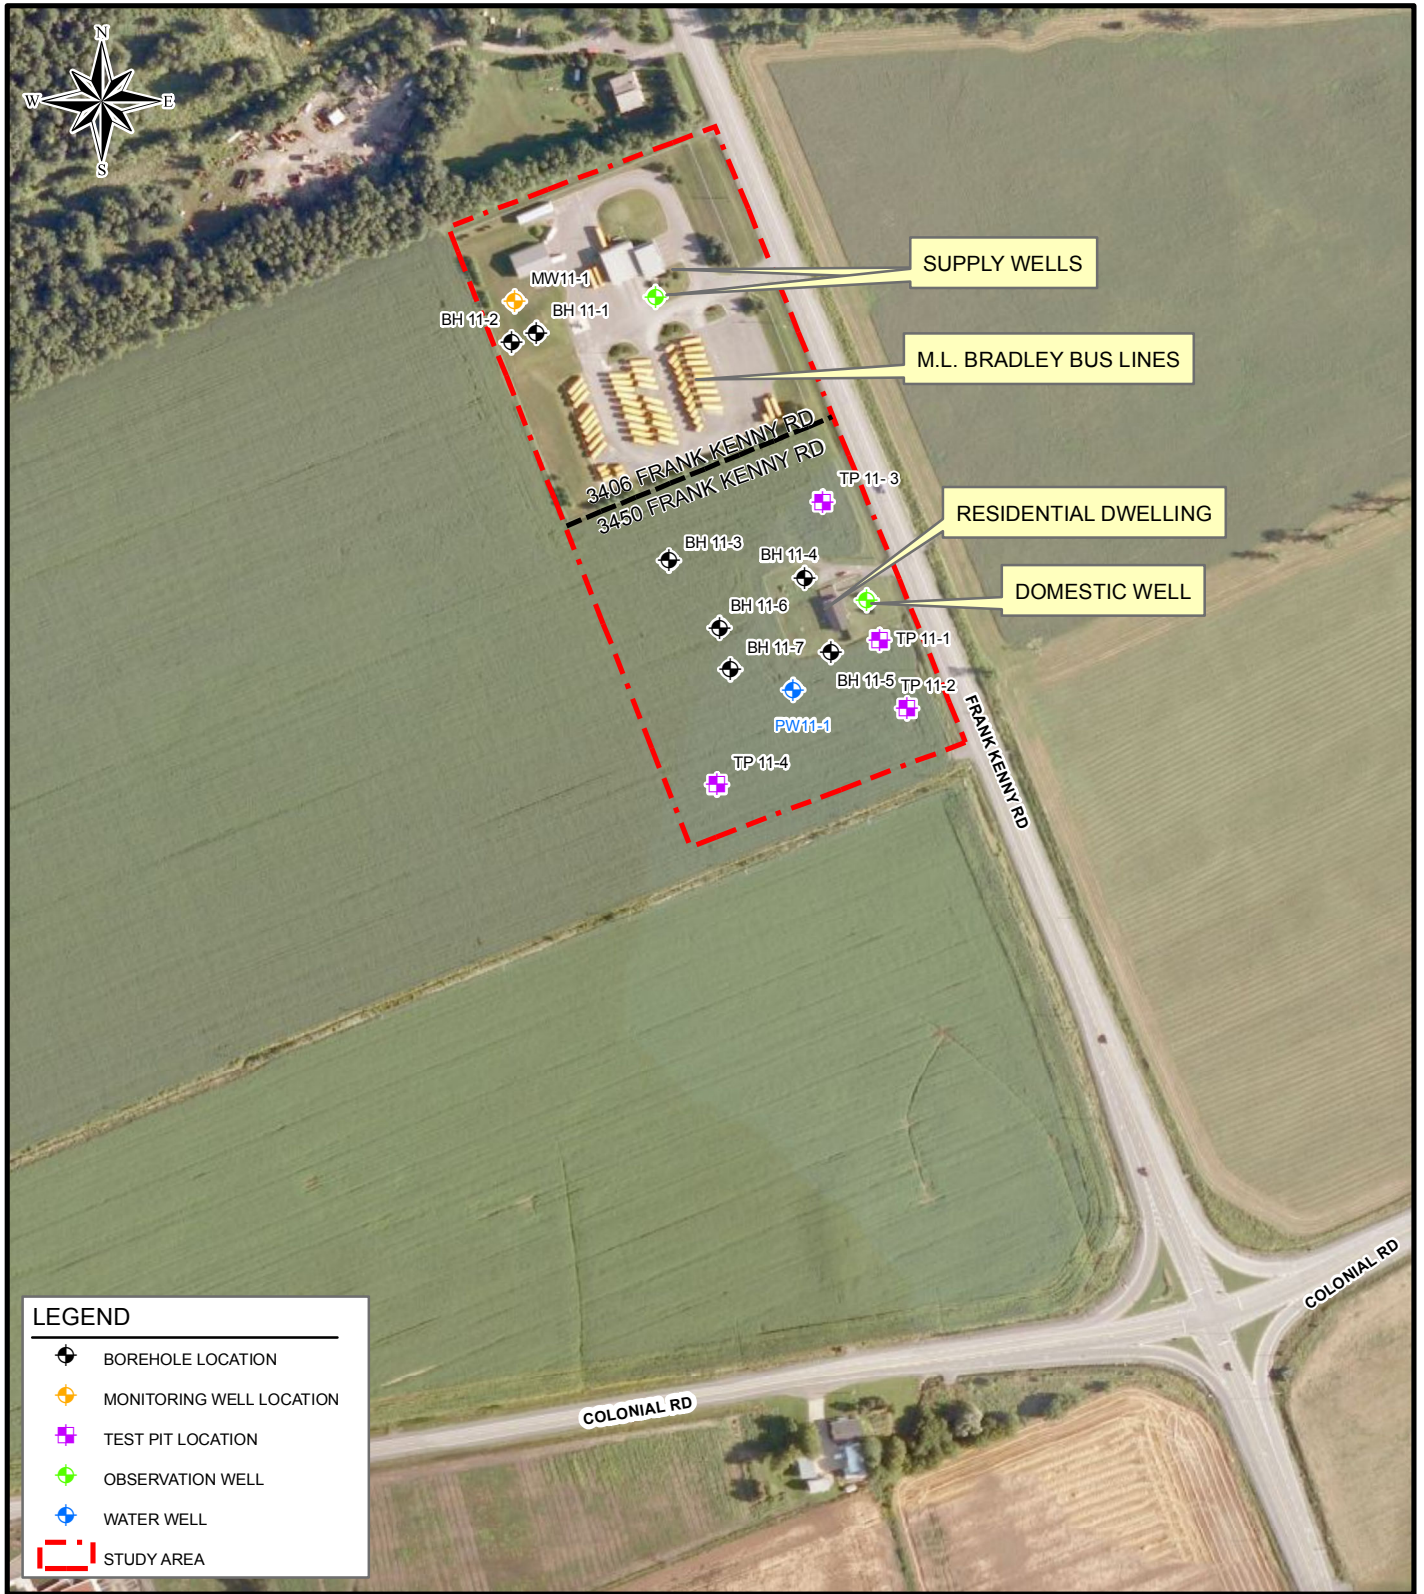 N
W E
S
SUPPLY WELLS
MW11-1
BH 11-1
BH 11-2
M.L. BRADLEY BUS LINES
3406 FRANK KENNY RD
3450 FRANK KENNY RD
TP 11- 3
RESIDENTIAL DWELLING
BH 11-3
BH 11-4
DOMESTIC WELL
BH 11-6
TP 11-1
BH 11-7
BH 11-5
TP 11-2
PW11-1
FRANK KENNY RD
TP 11-4
COLONIAL RD
COLONIAL RD
LEGEND
BOREHOLE LOCATION
MONITORING WELL LOCATION
TEST PIT LOCATION
OBSERVATION WELL
WATER WELL
STUDY AREA